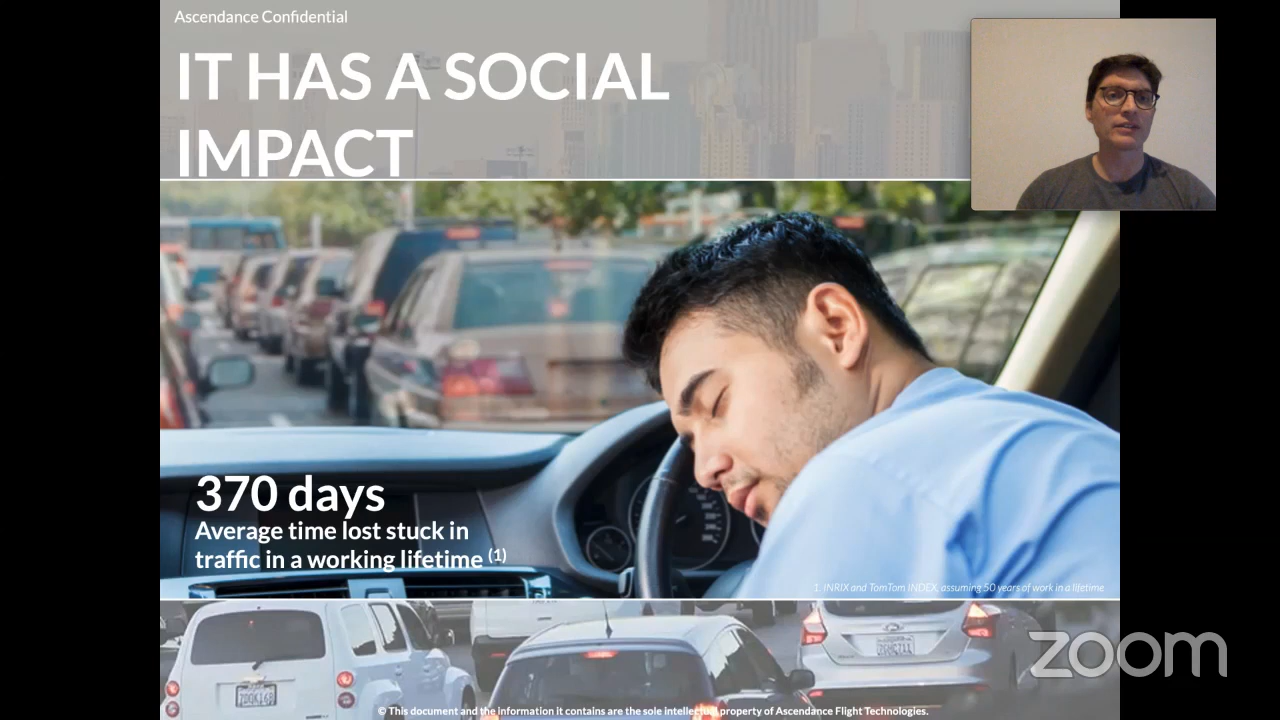 Ascendance Confidential
IT HAS A SOCIAL
IMPACT
370 days
Average time lost stuck in
traffic in a working lifetime (1)
1. INRIX and TomTom INDEX, assuming 50 years of work in a lifetime
© This document and the information it contains are the sole intellectual property of Ascendance Flight Technologies.
zoom